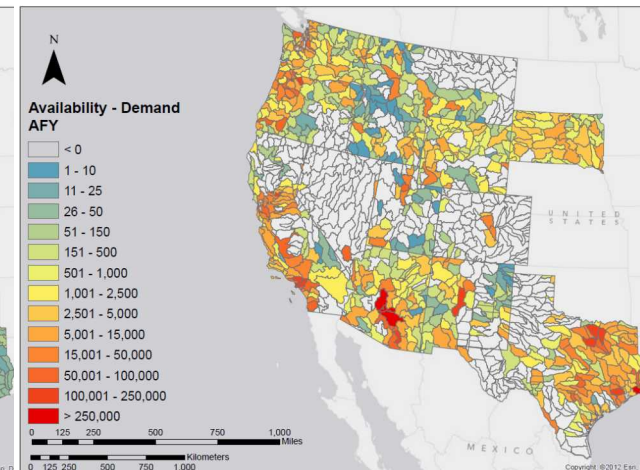 N
Availability - Demand
AFY
< 0
1 - 10
11 - 25
26 - 50
51 - 150
151 - 500
501 - 1,000
1,001 - 2,500
2,501 - 5,000
5,001 - 15,000
15,001 - 50,000
50,001 - 100,000
100,001 - 250,000
> 250,000
0 125 250 500 750 1,000
Miles
Kilometers
0 125 250 500 750 1,000
UNITED
STATES
MEXICO
Copyright: ©2012 Esri